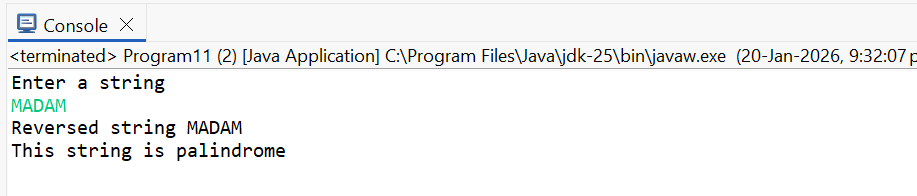 Console
<terminated> Program11 (2) [Java Application] C:\Program Files\Java\jdk-25\bin\javaw.exe (20-Jan-2026, 9:32:07 p
Enter a string
MADAM
Reversed string MADAM
This string is palindrome